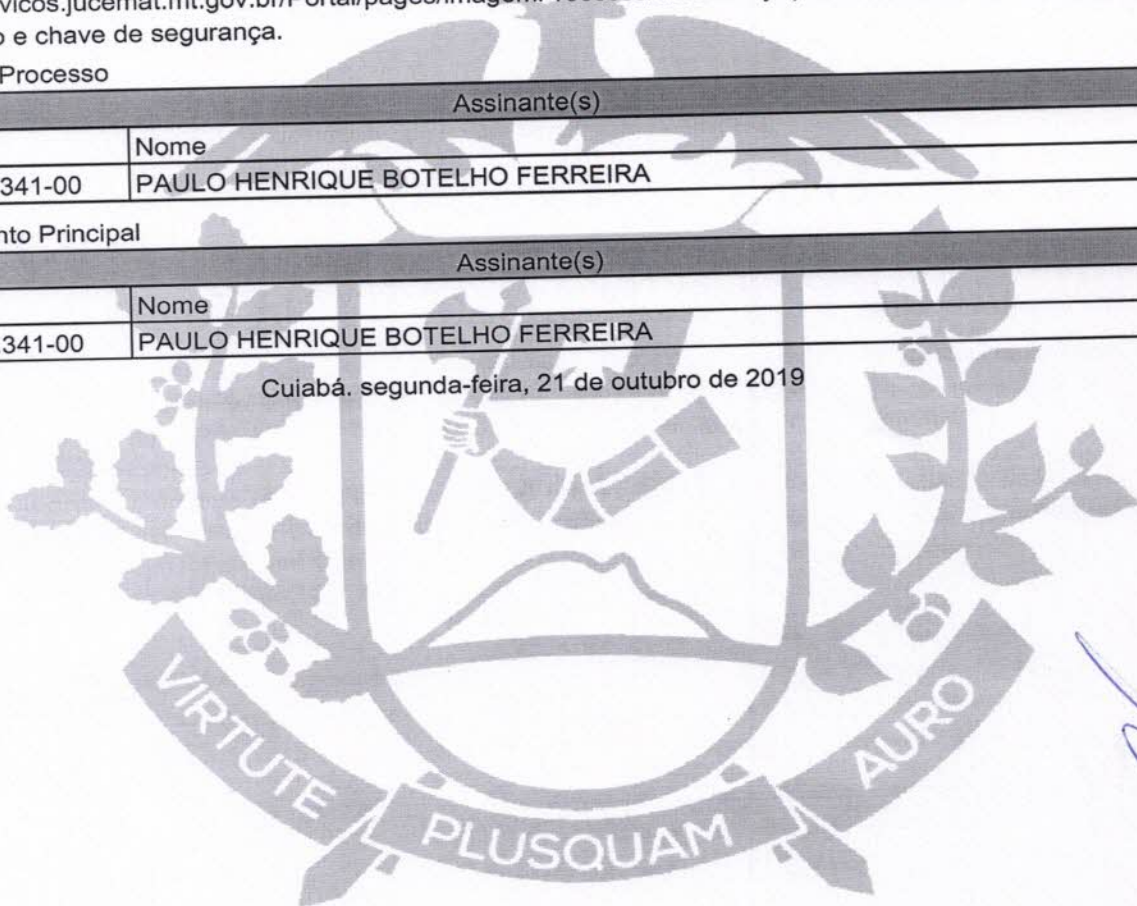 o e chave de segurança.
Processo
Assinante(s)
Nome
341-00 PAULO HENRIQUE BOTELHO FERREIRA
nto Principal
Assinante(s)
Nome
341-00 PAULO HENRIQUE BOTELHO FERREIRA
Cuiabá. segunda-feira, 21 de outubro de 2019
VIRTUTE PLUSQUAM AURO